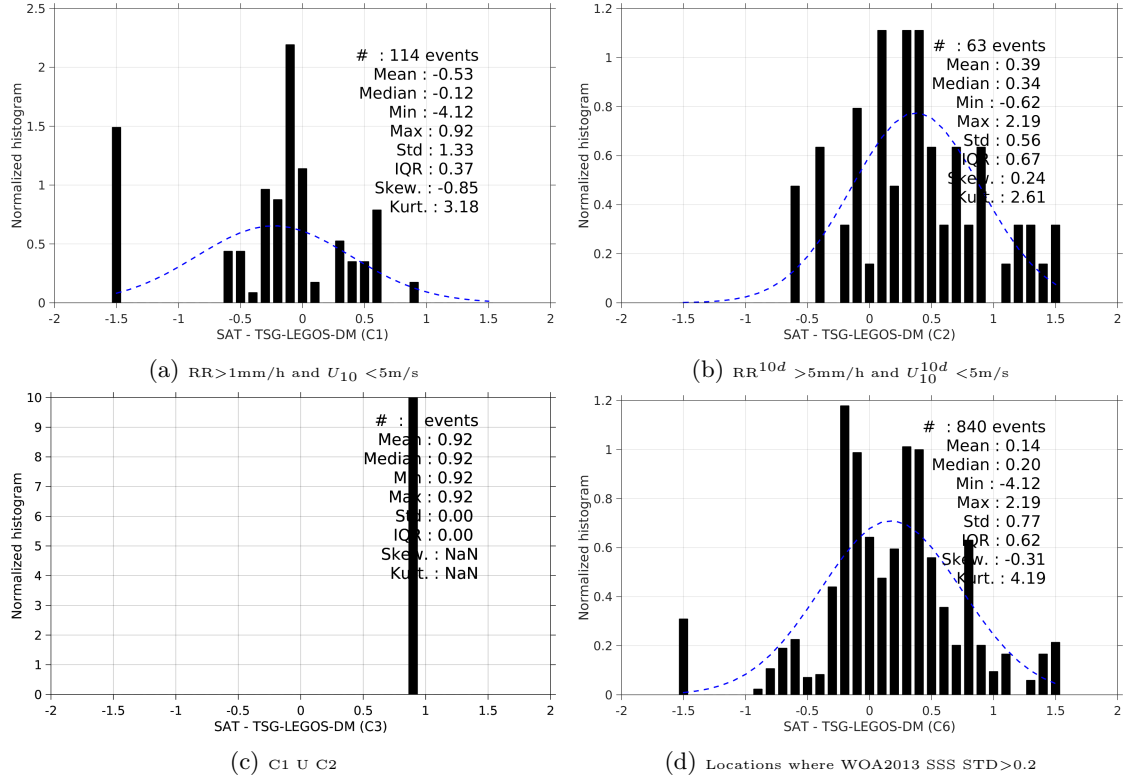 2.5
2
1.5
1
0.5
0
-2 -1.5 -1 -0.5 0 0.5 1 1.5 2
Normalized histogram
SAT - TSG-LEGOS-DM (C1)
# : 114 events
Mean : -0.53
Median : -0.12
Min : -4.12
Max : 0.92
Std : 1.33
IQR : 0.37
Skew. : -0.85
Kurt. : 3.18
(a) RR>1mm/h and U10 <5m/s
1.2
1
0.8
0.6
0.4
0.2
0
-2 -1.5 -1 -0.5 0 0.5 1 1.5 2
Normalized histogram
SAT - TSG-LEGOS-DM (C2)
# : 63 events
Mean : 0.39
Median : 0.34
Min : -0.62
Max : 2.19
Std : 0.56
IQR : 0.67
Skew. : 0.24
Kurt. : 2.61
(b) RR^10d >5mm/h and U_10^10d <5m/s
10
9
8
7
6
5
4
3
2
1
0
-2 -1.5 -1 -0.5 0 0.5 1 1.5 2
Normalized histogram
SAT - TSG-LEGOS-DM (C3)
# : events
Mean : 0.92
Median : 0.92
Min : 0.92
Max : 0.92
Std : 0.00
IQR : 0.00
Skew. : NaN
Kurt. : NaN
(c) C1 U C2
1.2
1
0.8
0.6
0.4
0.2
0
-2 -1.5 -1 -0.5 0 0.5 1 1.5 2
Normalized histogram
SAT - TSG-LEGOS-DM (C6)
# : 840 events
Mean : 0.14
Median : 0.20
Min : -4.12
Max : 2.19
Std : 0.77
IQR : 0.62
Skew. : -0.31
Kurt. : 4.19
(d) Locations where WOA2013 SSS STD>0.2